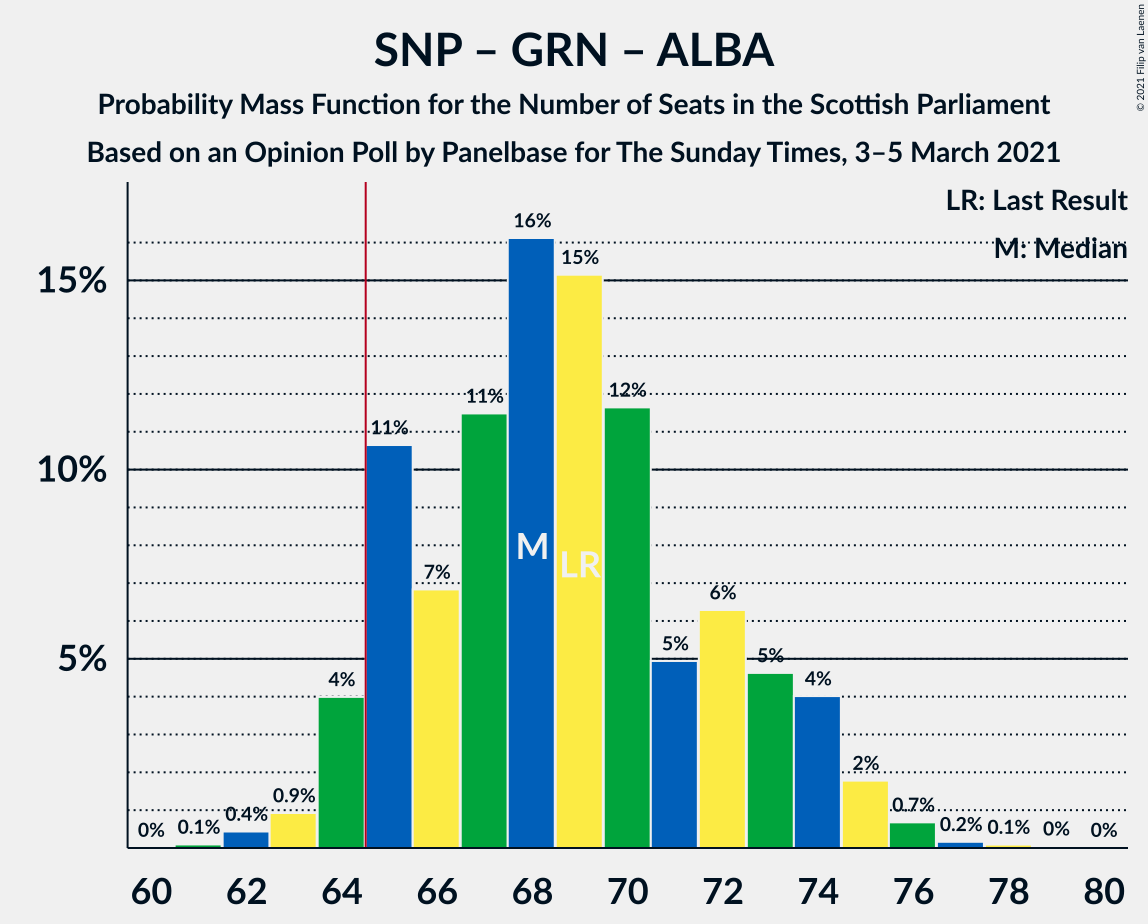 SNP – GRN – ALBA
Probability Mass Function for the Number of Seats in the Scottish Parliament
Based on an Opinion Poll by Panelbase for The Sunday Times, 3–5 March 2021
© 2021 Filip van Laenen
LR: Last Result
M: Median
15%
10%
5%
0%
0.1%
0.4%
0.9%
4%
11%
7%
11%
16%
15%
12%
5%
6%
5%
4%
2%
0.7%
0.2%
0.1%
0%
0%
M
LR
60 62 64 66 68 70 72 74 76 78 80